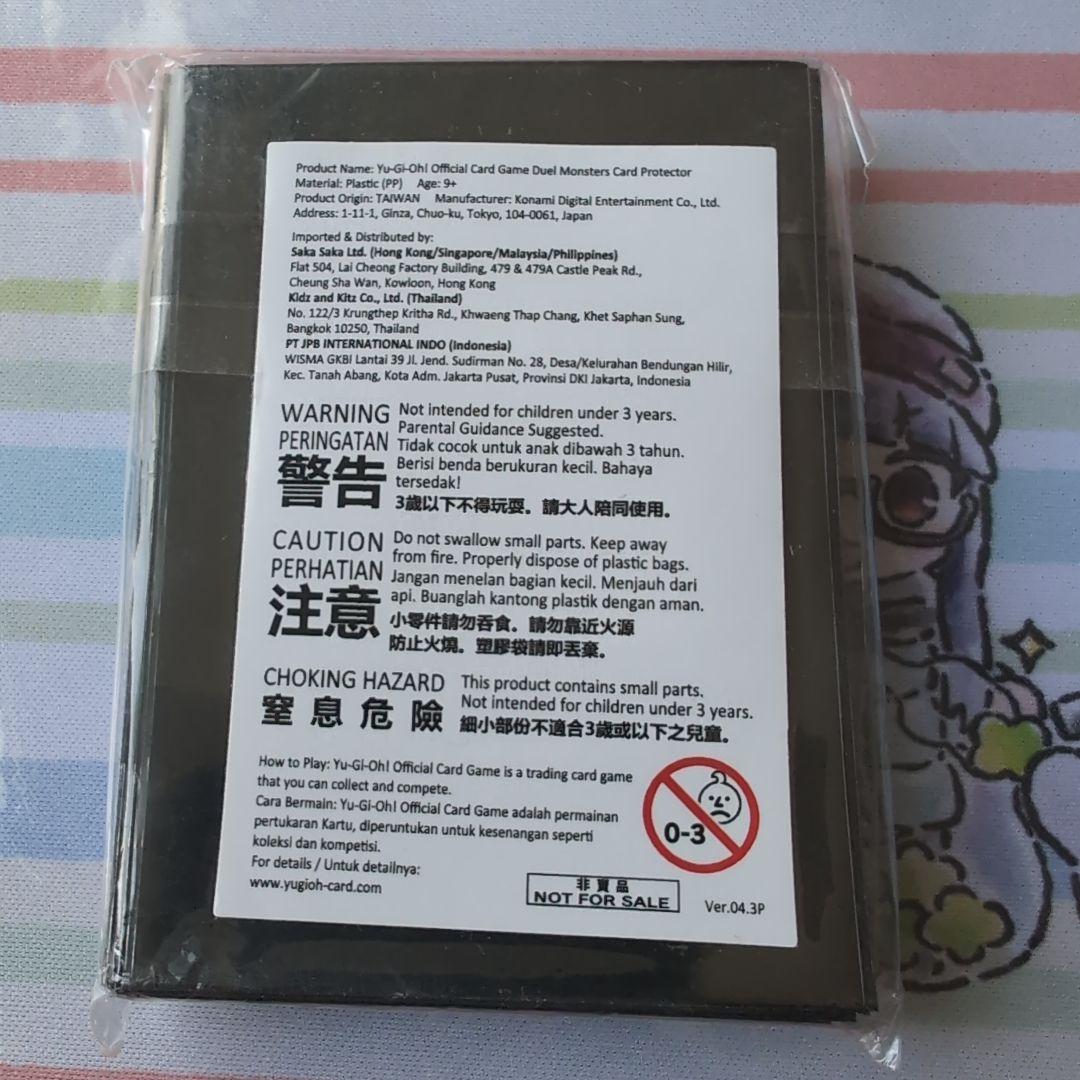 Product Name: Yu-Gi-Oh! Official Card Game Duel Monsters Card Protector
Material: Plastic (PP) Age: 9+
Product Origin: TAIWAN Manufacturer: Konami Digital Entertainment Co., Ltd.
Address: 1-11-1, Ginza, Chuo-ku, Tokyo, 104-0061, Japan
Imported & Distributed by:
Saka Saka Ltd. (Hong Kong/Singapore/Malaysia/Philippines)
Flat 504, Lai Cheong Factory Building, 479 & 479A Castle Peak Rd.,
Cheung Sha Wan, Kowloon, Hong Kong
Kidz and Kitz Co., Ltd. (Thailand)
No. 122/3 Krungthep Kritha Rd., Khwaeng Thap Chang, Khet Saphan Sung,
Bangkok 10250, Thailand
PT JPB INTERNATIONAL INDO (Indonesia)
WISMA GKBI Lantai 39 Jl. Jend. Sudirman No. 28, Desa/Kelurahan Bendungan Hilir,
Kec. Tanah Abang, Kota Adm. Jakarta Pusat, Provinsi DKI Jakarta, Indonesia
WARNING
PERINGATAN
警告
Not intended for children under 3 years.
Parental Guidance Suggested.
Tidak cocok untuk anak dibawah 3 tahun.
Berisi benda berukuran kecil. Bahaya
tersedak!
3歲以下不得玩耍。請大人陪同使用。
CAUTION
PERHATIAN
注意
Do not swallow small parts. Keep away
from fire. Properly dispose of plastic bags.
Jangan menelan bagian kecil. Menjauh dari
api. Buanglah kantong plastik dengan aman.
小零件請勿吞食。請勿靠近火源
防止火燒。塑膠袋請即丟棄。
CHOKING HAZARD
窒息危險
This product contains small parts.
Not intended for children under 3 years.
細小部份不適合3歲或以下之兒童。
How to Play: Yu-Gi-Oh! Official Card Game is a trading card game
that you can collect and compete.
Cara Bermain: Yu-Gi-Oh! Official Card Game adalah permainan
pertukaran Kartu, diperuntukan untuk kesenangan seperti
koleksi dan kompetisi.
For details / Untuk detailnya:
www.yugioh-card.com
0-3
非賣品
NOT FOR SALE
Ver.04.3P